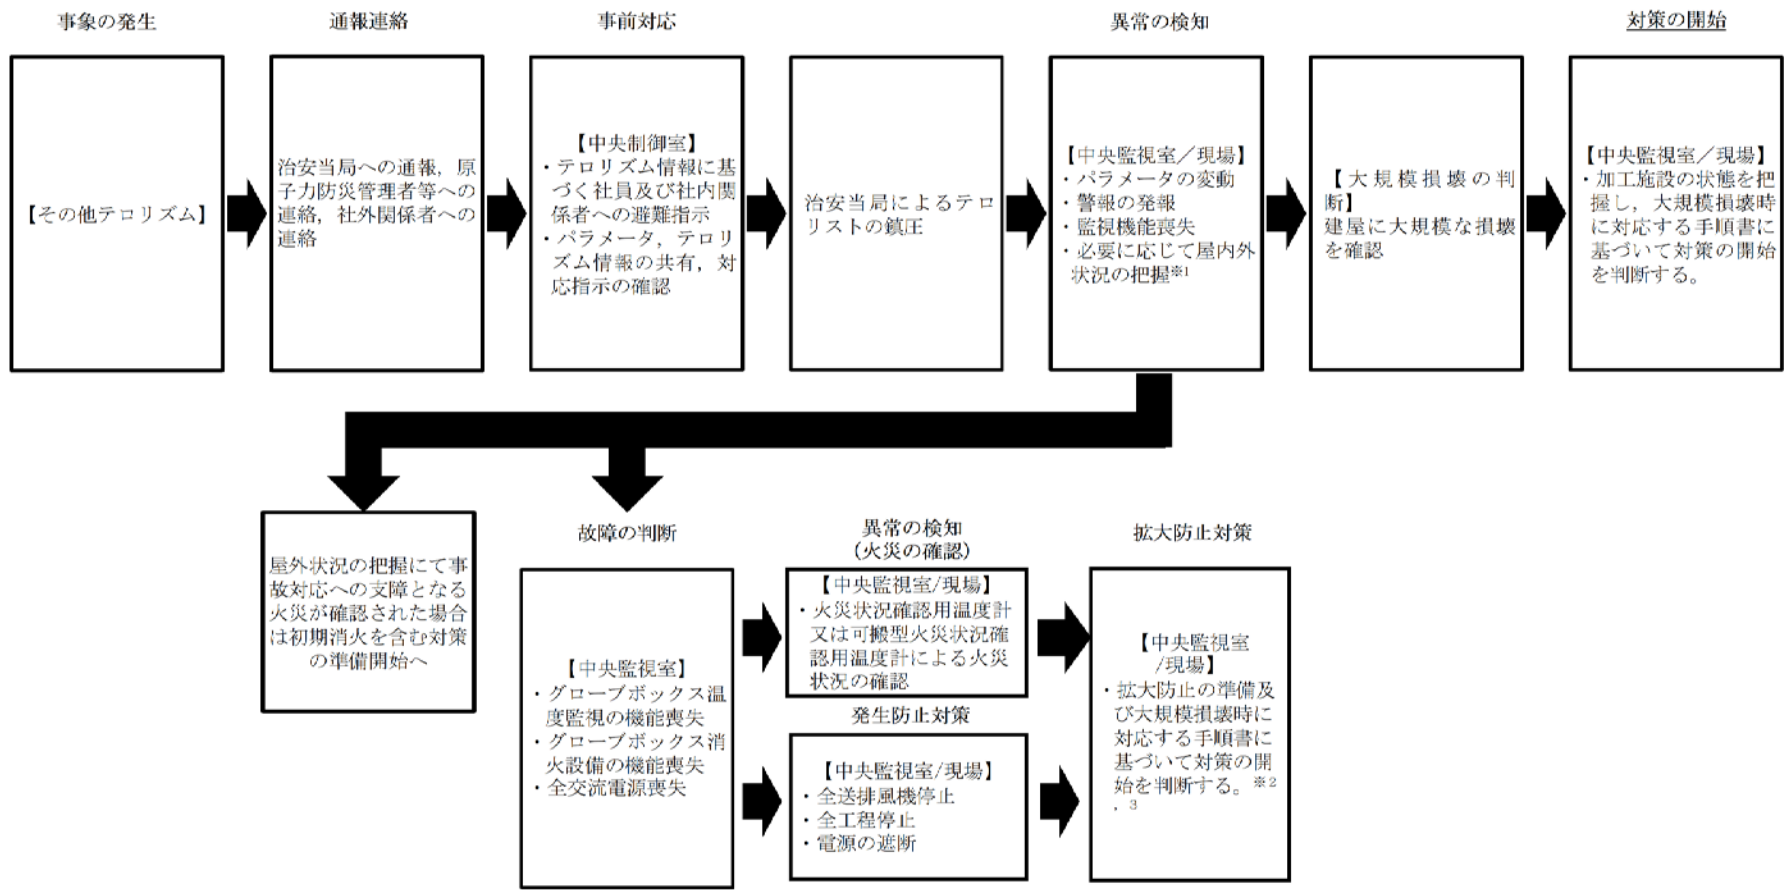 事象の発生
通報連絡
事前対応
異常の検知
対策の開始
【その他テロリズム】
治安当局への通報，原
子力防災管理者等への
連絡，社外関係者への
連絡
【中央制御室】
・テロリズム情報に基
づく社員及び社内関
係者への避難指示
・パラメータ，テロリ
ズム情報の共有，対
応指示の確認
治安当局によるテロ
リストの鎮圧
【中央監視室／現場】
・パラメータの変動
・警報の発報
・監視機能喪失
・必要に応じて屋内外
状況の把握※1
【大規模損壊の判
断】
建屋に大規模な損壊
を確認
【中央監視室／現場】
・加工施設の状態を把
握し，大規模損壊時
に対応する手順書に
基づいて対策の開始
を判断する。
屋外状況の把握にて事
故対応への支障となる
火災が確認された場合
は初期消火を含む対策
の準備開始へ
故障の判断
【中央監視室】
・グローブボックス温
度監視の機能喪失
・グローブボックス消
火設備の機能喪失
・全交流電源喪失
異常の検知
（火災の確認）
【中央監視室/現場】
・火災状況確認用温度計
又は可搬型火災状況確
認用温度計による火災
状況の確認
発生防止対策
【中央監視室/現場】
・全送排風機停止
・全工程停止
・電源の遮断
拡大防止対策
【中央監視室
/現場】
・拡大防止の準備及
び大規模損壊時に
対応する手順書に
基づいて対策の開
始を判断する。※2
，3